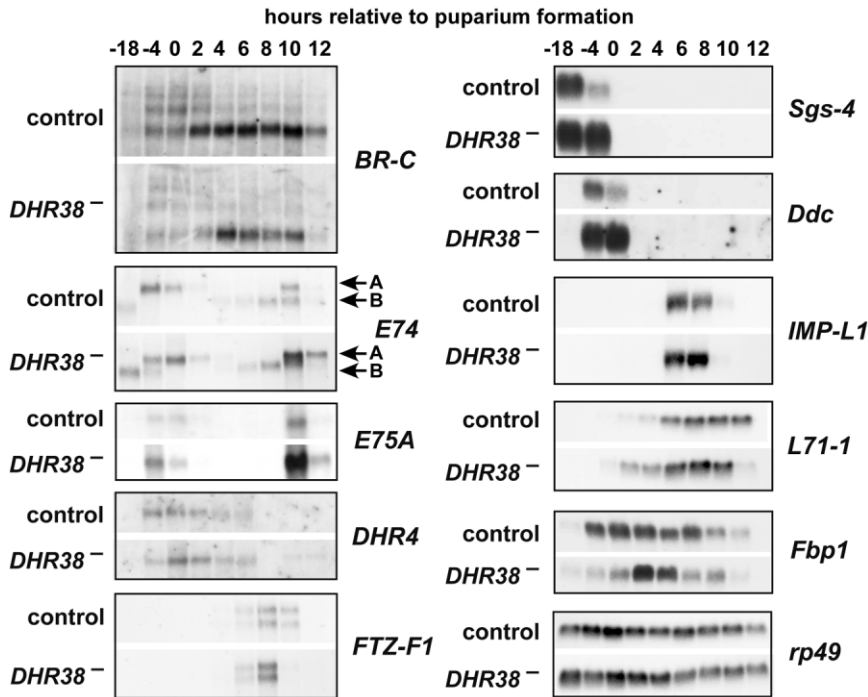 hours relative to puparium formation
-18 -4 0 2 4 6 8 10 12
control
DHR38 –
BR-C
control
A
B
E74
DHR38 –
A
B
control
E75A
DHR38 –
control
DHR4
DHR38 –
control
FTZ-F1
DHR38 –
-18 -4 0 2 4 6 8 10 12
control
Sgs-4
DHR38 –
control
Ddc
DHR38 –
control
IMP-L1
DHR38 –
control
L71-1
DHR38 –
control
Fbp1
DHR38 –
control
rp49
DHR38 –